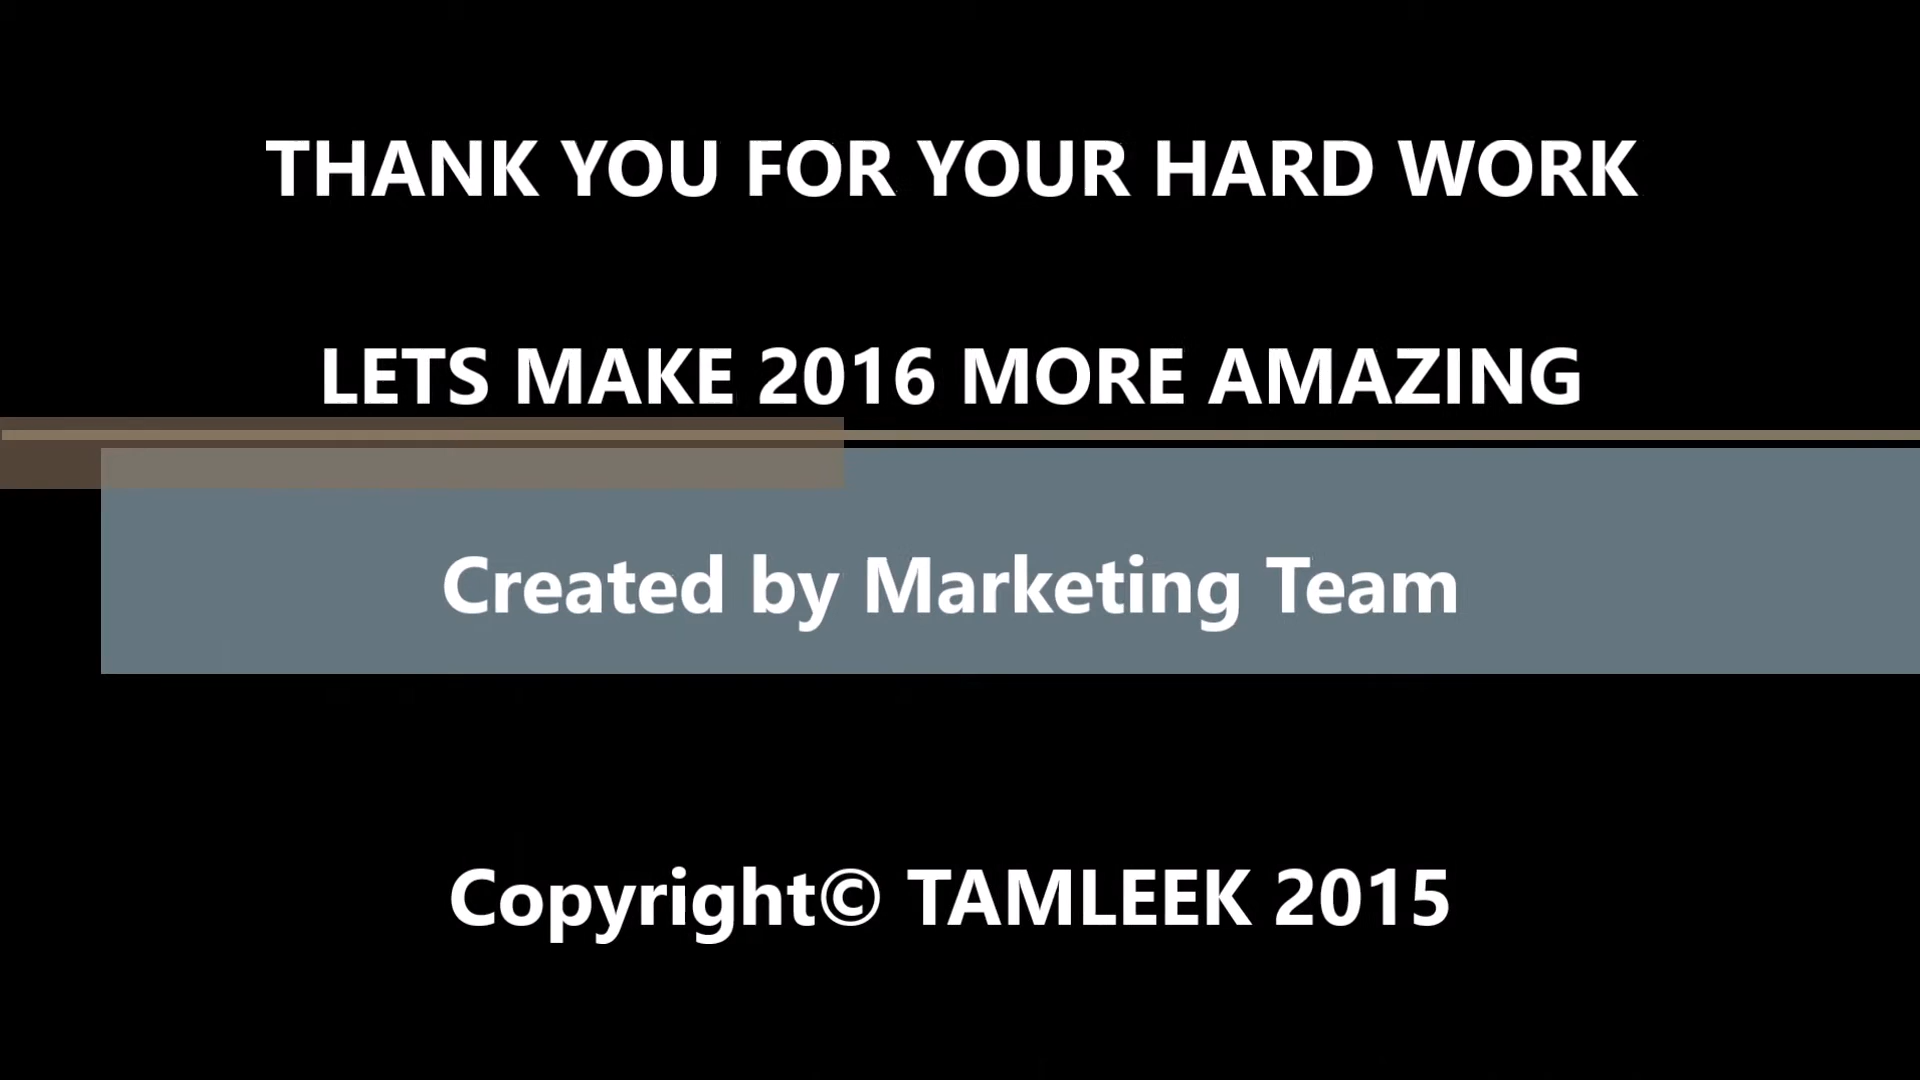 THANK YOU FOR YOUR HARD WORK
LETS MAKE 2016 MORE AMAZING
Created by Marketing Team
Copyright© TAMLEEK 2015